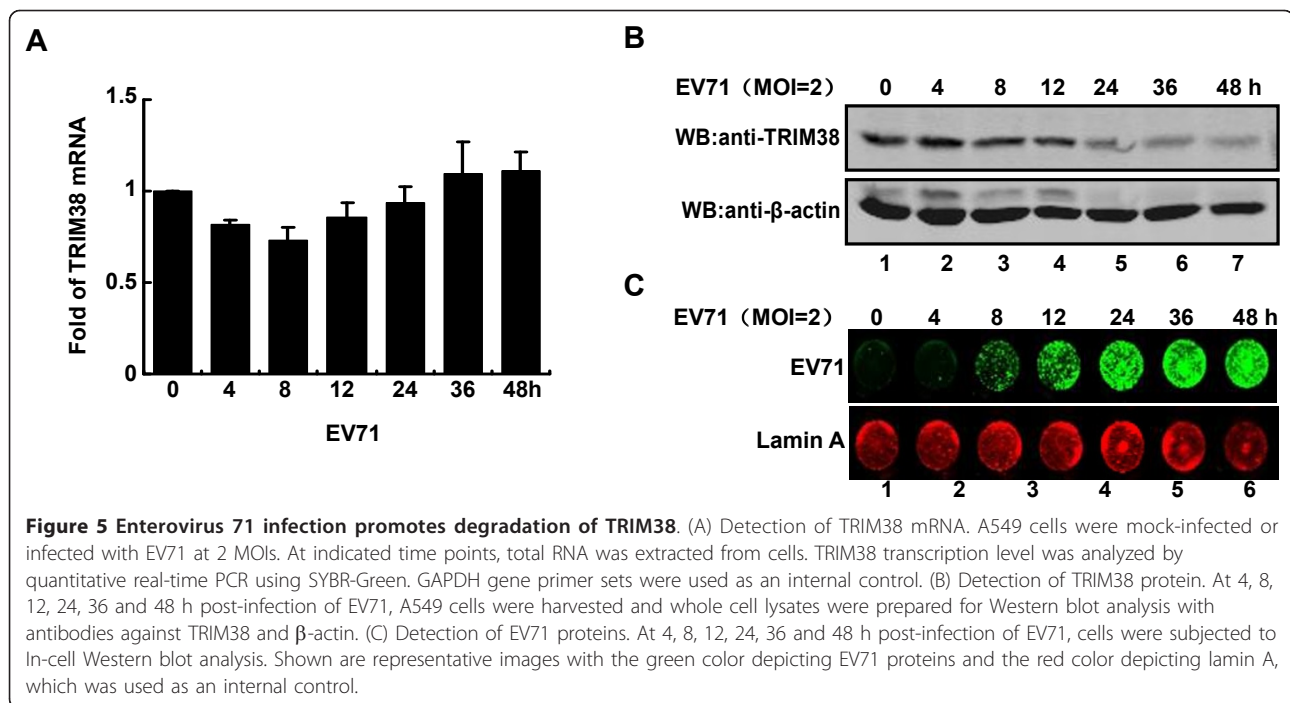 A
1.5
1
0.5
0
Fold of TRIM38 mRNA
0 4 8 12 24 36 48h
EV71
B
EV71（MOI=2） 0 4 8 12 24 36 48 h
WB:anti-TRIM38
WB:anti-β-actin
1 2 3 4 5 6 7
C
EV71（MOI=2） 0 4 8 12 24 36 48 h
EV71
Lamin A
1 2 3 4 5 6
Figure 5 Enterovirus 71 infection promotes degradation of TRIM38. (A) Detection of TRIM38 mRNA. A549 cells were mock-infected or
infected with EV71 at 2 MOIs. At indicated time points, total RNA was extracted from cells. TRIM38 transcription level was analyzed by
quantitative real-time PCR using SYBR-Green. GAPDH gene primer sets were used as an internal control. (B) Detection of TRIM38 protein. At 4, 8,
12, 24, 36 and 48 h post-infection of EV71, A549 cells were harvested and whole cell lysates were prepared for Western blot analysis with
antibodies against TRIM38 and β-actin. (C) Detection of EV71 proteins. At 4, 8, 12, 24, 36 and 48 h post-infection of EV71, cells were subjected to
In-cell Western blot analysis. Shown are representative images with the green color depicting EV71 proteins and the red color depicting lamin A,
which was used as an internal control.